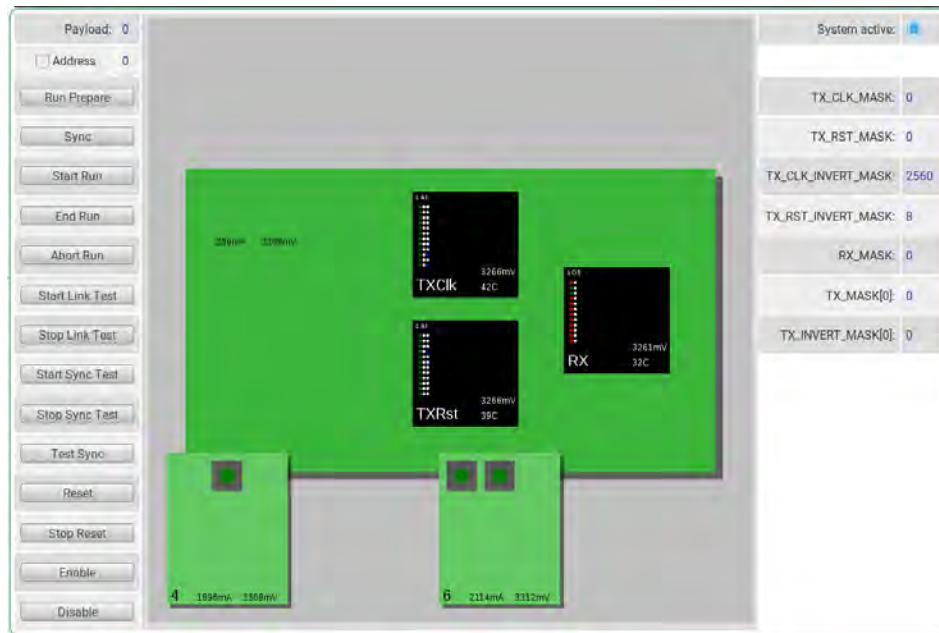 Payload: 0
Address 0
Run Prepare
Sync
Start Run
End Run
Abort Run
Start Link Test
Stop Link Test
Start Sync Test
Stop Sync Test
Test Sync
Reset
Stop Reset
Enable
Disable
3266mV
TXClk 42C
3266mV
TXRst 39C
LOS
3261mV
RX 32C
4
3308mV
6 2114mA 3312mV
System active:
TX_CLK_MASK: 0
TX_RST_MASK: 0
TX_CLK_INVERT_MASK: 2560
TX_RST_INVERT_MASK: 8
RX_MASK: 0
TX_MASK[0]: 0
TX_INVERT_MASK[0]: 0